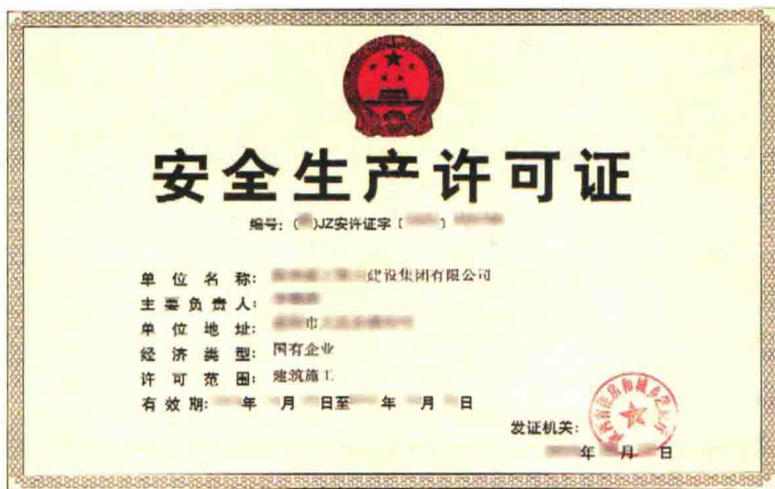 安全生产许可证
编号：( )JZ安许证字〔 〕
单位名称： 建设集团有限公司
主要负责人：
单位地址： 市
经济类型： 国有企业
许可范围： 建筑施工
有效期： 年 月 日至 年 月 日
发证机关：
年 月 日